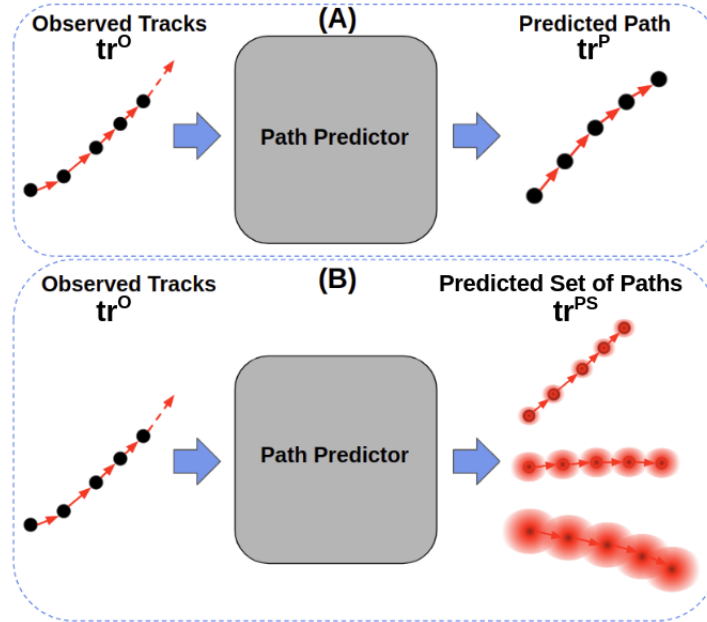 (A)
Observed Tracks
tr^O
Path Predictor
Predicted Path
tr^P
(B)
Observed Tracks
tr^O
Path Predictor
Predicted Set of Paths
tr^PS